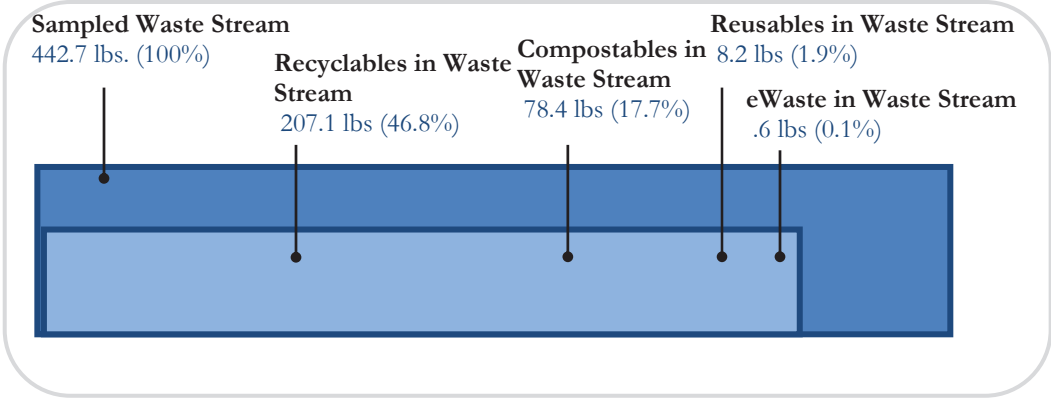 Sampled Waste Stream
442.7 lbs. (100%)
Recyclables in Waste
Stream
207.1 lbs (46.8%)
Compostables in
Waste Stream
78.4 lbs (17.7%)
Reusables in Waste Stream
8.2 lbs (1.9%)
eWaste in Waste Stream
.6 lbs (0.1%)